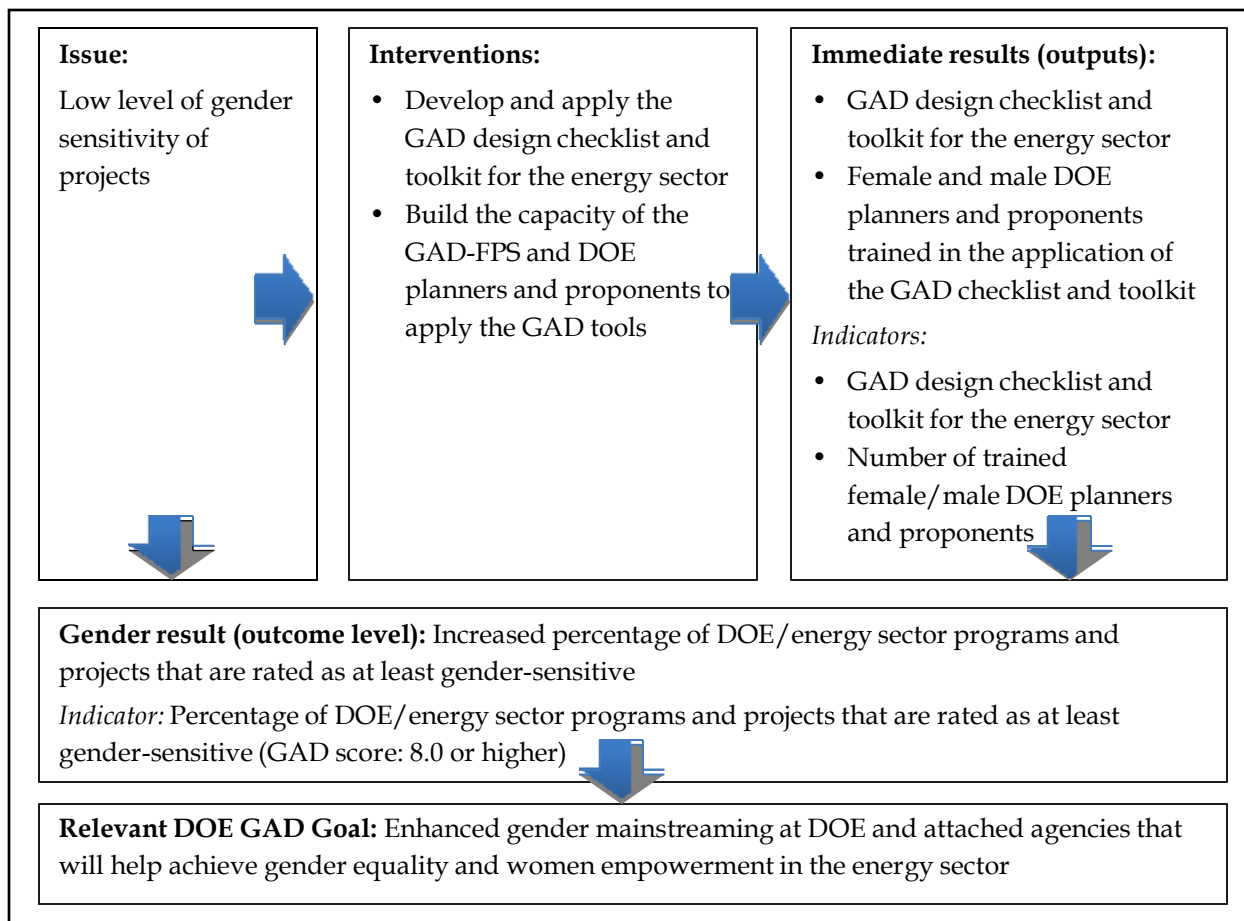 Issue:
Low level of gender
sensitivity of
projects
Interventions:
• Develop and apply the
GAD design checklist and
toolkit for the energy sector
• Build the capacity of the
GAD-FPS and DOE
planners and proponents to
apply the GAD tools
Immediate results (outputs):
• GAD design checklist and
toolkit for the energy sector
• Female and male DOE
planners and proponents
trained in the application of
the GAD checklist and toolkit
Indicators:
• GAD design checklist and
toolkit for the energy sector
• Number of trained
female/male DOE planners
and proponents
Gender result (outcome level): Increased percentage of DOE/energy sector programs and
projects that are rated as at least gender-sensitive
Indicator: Percentage of DOE/energy sector programs and projects that are rated as at least
gender-sensitive (GAD score: 8.0 or higher)
Relevant DOE GAD Goal: Enhanced gender mainstreaming at DOE and attached agencies that
will help achieve gender equality and women empowerment in the energy sector